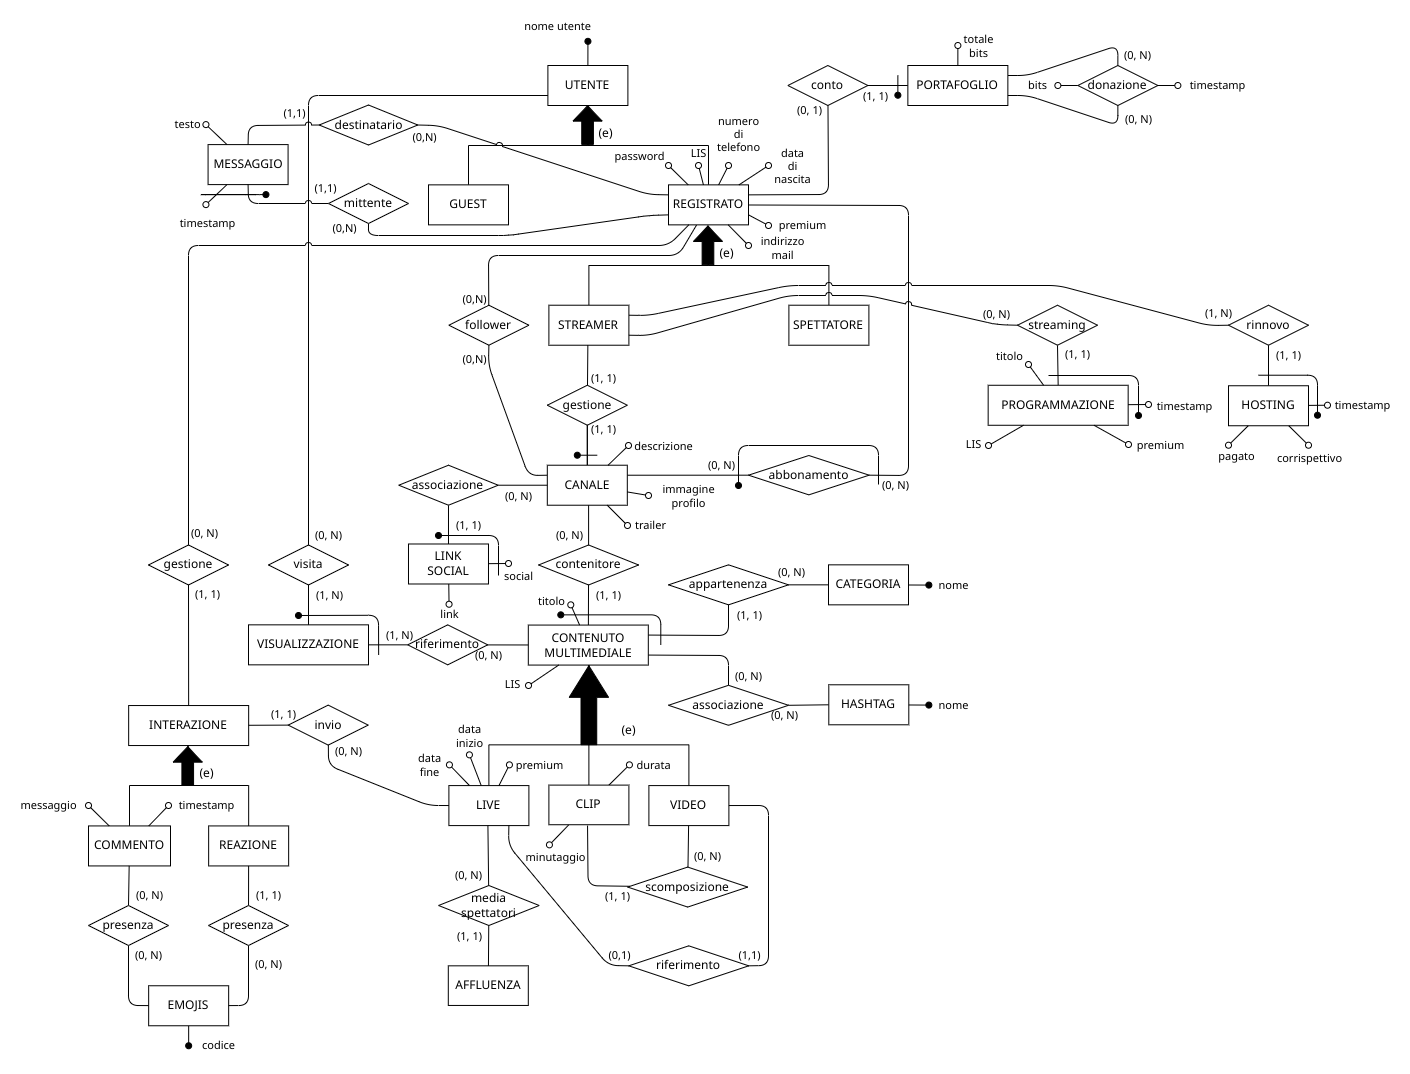 nome utente
totale
bits
(0, N)
UTENTE
conto
PORTAFOGLIO
bits
donazione
timestamp
(1, 1)
(0, 1)
(0, N)
testo
(1,1)
destinatario
(0,N)
(e)
numero
di
telefono
password
LIS
data
di
nascita
MESSAGGIO
(1,1)
mittente
(0,N)
GUEST
REGISTRATO
timestamp
premium
indirizzo
mail
(e)
(0,N)
follower
(0,N)
STREAMER
SPETTATORE
(0, N)
streaming
(1, 1)
(1, N)
rinnovo
(1, 1)
titolo
(1, 1)
gestione
(1, 1)
PROGRAMMAZIONE
timestamp
LIS
premium
HOSTING
timestamp
pagato
corrispettivo
descrizione
(0, N)
abbonamento
(0, N)
associazione
(0, N)
CANALE
immagine
profilo
trailer
(0, N)
gestione
(1, 1)
(0, N)
visita
(1, N)
(1, 1)
LINK
SOCIAL
social
link
(0, N)
contenitore
(1, 1)
appartenenza
(0, N)
(1, 1)
CATEGORIA
nome
titolo
VISUALIZZAZIONE
(1, N)
riferimento
(0, N)
CONTENUTO
MULTIMEDIALE
LIS
(0, N)
associazione
(0, N)
HASHTAG
nome
INTERAZIONE
(1, 1)
invio
(0, N)
(e)
(e)
data
inizio
data
fine
premium
durata
messaggio
timestamp
LIVE
CLIP
VIDEO
minutaggio
COMMENTO
REAZIONE
(0, N)
scomposizione
(1, 1)
(0, N)
presenza
(0, N)
(1, 1)
presenza
(0, N)
(0, N)
media
spettatori
(1, 1)
(0,1)
riferimento
(1,1)
AFFLUENZA
EMOJIS
codice